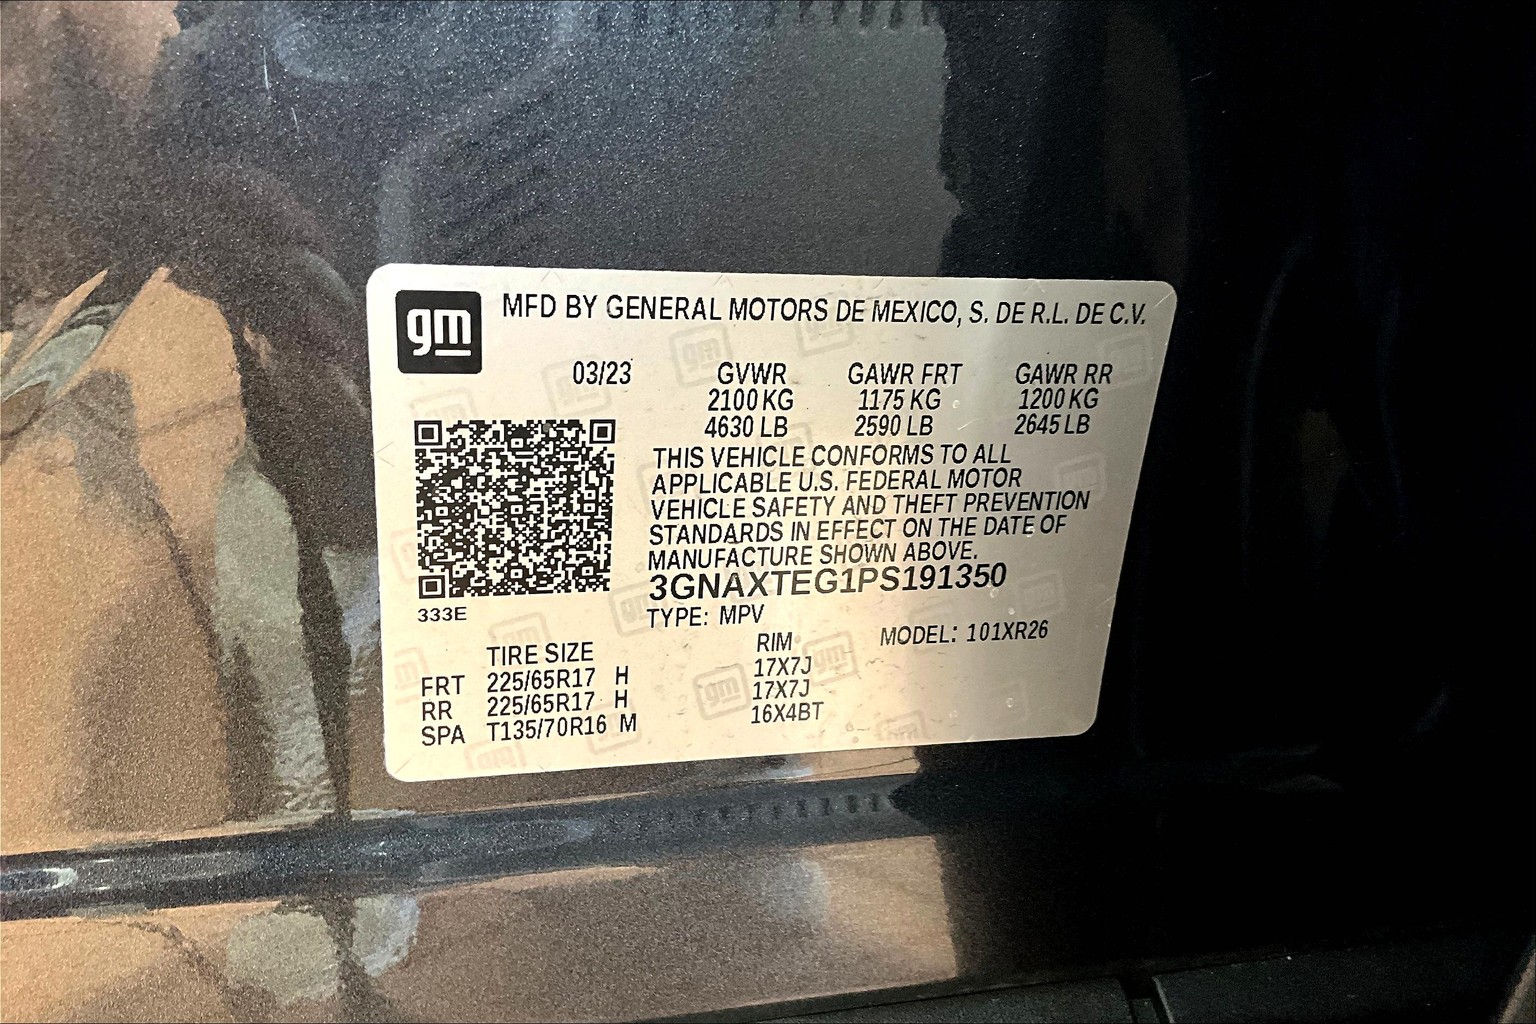 gm
MFD BY GENERAL MOTORS DE MEXICO, S. DE R.L. DE C.V.
03/23 GVWR GAWR FRT GAWR RR
2100 KG 1175 KG 1200 KG
4630 LB 2590 LB 2645 LB
THIS VEHICLE CONFORMS TO ALL
APPLICABLE U.S. FEDERAL MOTOR
VEHICLE SAFETY AND THEFT PREVENTION
STANDARDS IN EFFECT ON THE DATE OF
MANUFACTURE SHOWN ABOVE.
3GNAXTEG1PS191350
333E
TYPE: MPV
MODEL: 101XR26
TIRE SIZE RIM
FRT 225/65R17 H 17X7J
RR 225/65R17 H 17X7J
SPA T135/70R16 M 16X4BT